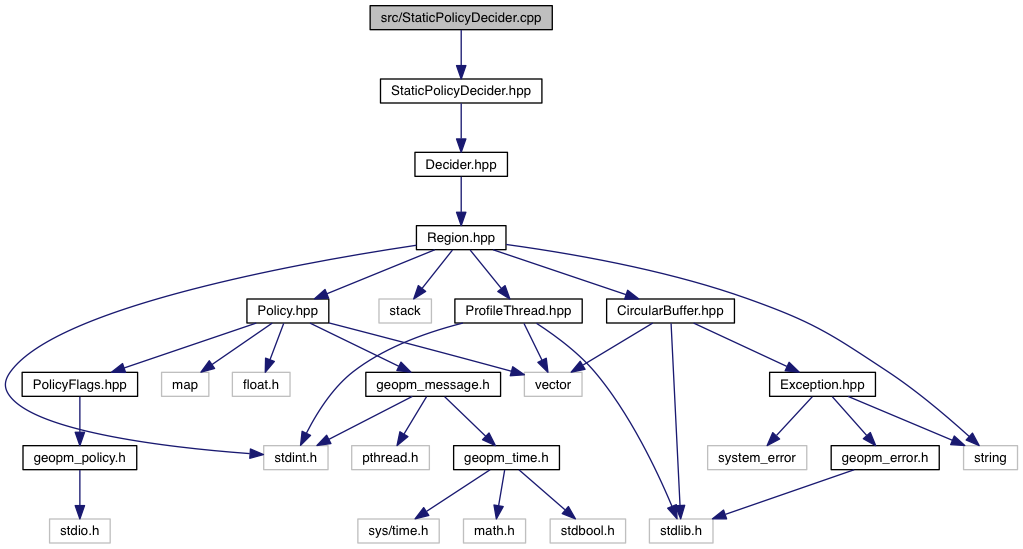 src/StaticPolicyDecider.cpp
StaticPolicyDecider.hpp
Decider.hpp
Region.hpp
Policy.hpp
stack
ProfileThread.hpp
CircularBuffer.hpp
PolicyFlags.hpp
map
float.h
geopm_message.h
vector
Exception.hpp
geopm_policy.h
stdint.h
pthread.h
geopm_time.h
system_error
geopm_error.h
string
stdio.h
sys/time.h
math.h
stdbool.h
stdlib.h